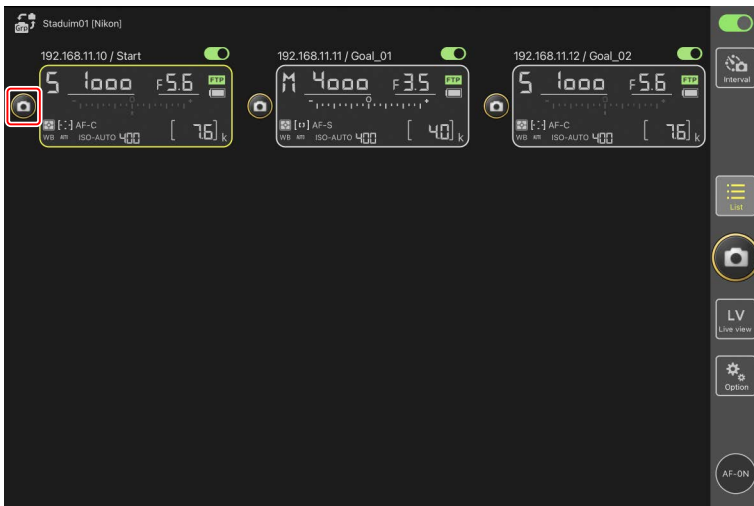 Grp Staduim01 [Nikon]
192.168.11.10 / Start
S 1000 F5.6 FTP
AF-C
WB ISO-AUTO 400 [ 7.6] k
192.168.11.11 / Goal_01
M 4000 F3.5 FTP
AF-S
WB ISO-AUTO 400 [ 4.0] k
192.168.11.12 / Goal_02
S 1000 F5.6 FTP
AF-C
WB ISO-AUTO 400 [ 7.6] k
Interval
List
LV
Live view
Option
AF-ON